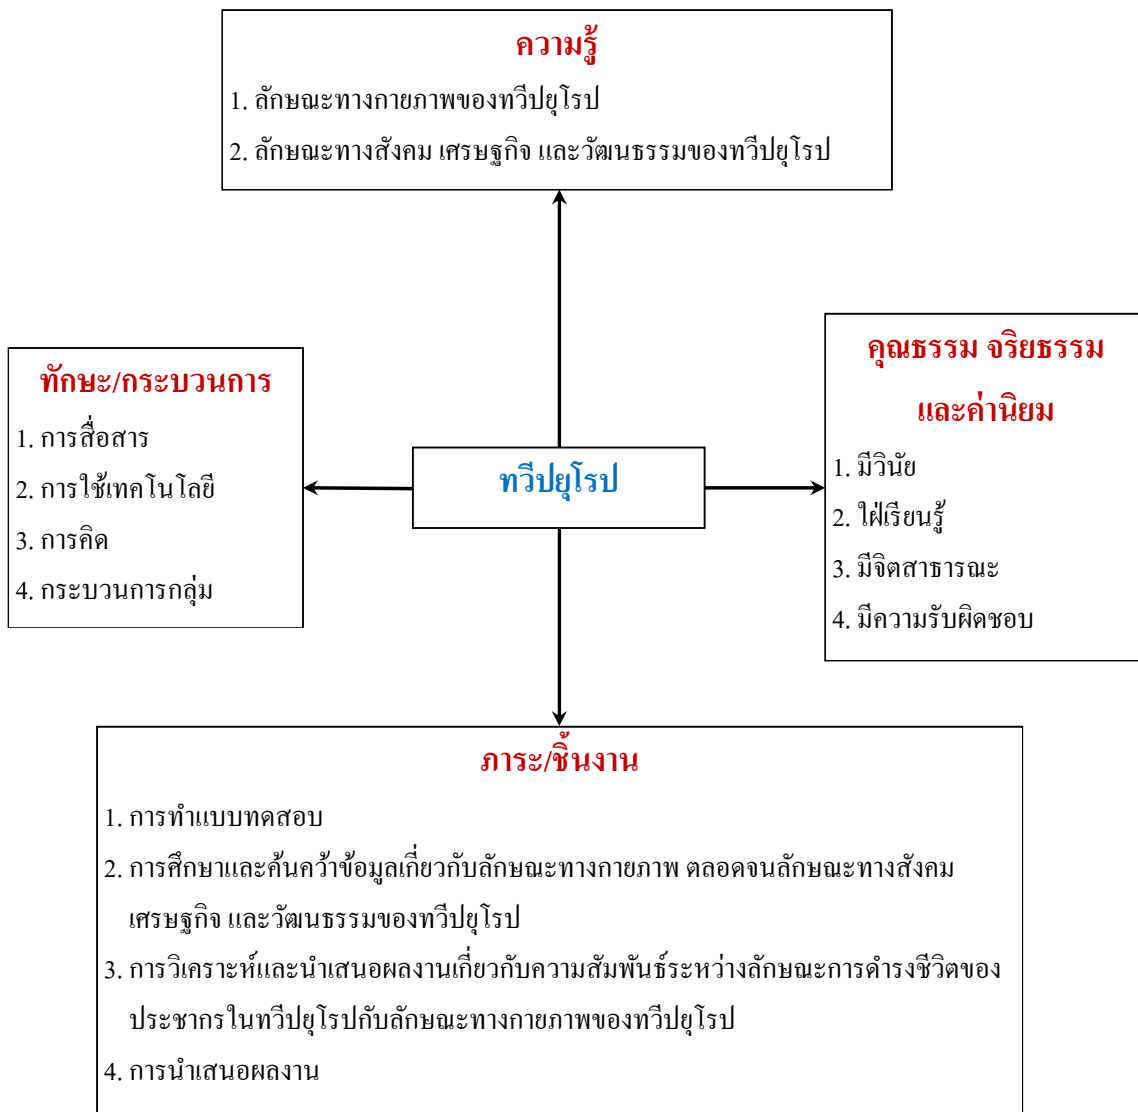 ความรู้
1. ลักษณะทางกายภาพของทวีปยุโรป
2. ลักษณะทางสังคม เศรษฐกิจ และวัฒนธรรมของทวีปยุโรป
ทักษะ/กระบวนการ
1. การสื่อสาร
2. การใช้เทคโนโลยี
3. การคิด
4. กระบวนการกลุ่ม
ทวีปยุโรป
คุณธรรม จริยธรรม
และค่านิยม
1. มีวินัย
2. ใฝ่เรียนรู้
3. มีจิตสาธารณะ
4. มีความรับผิดชอบ
ภาระ/ชิ้นงาน
1. การทำแบบทดสอบ
2. การศึกษาและค้นคว้าข้อมูลเกี่ยวกับลักษณะทางกายภาพ ตลอดจนลักษณะทางสังคม
เศรษฐกิจ และวัฒนธรรมของทวีปยุโรป
3. การวิเคราะห์และนำเสนอผลงานเกี่ยวกับความสัมพันธ์ระหว่างลักษณะการดำรงชีวิตของ
ประชากรในทวีปยุโรปกับลักษณะทางกายภาพของทวีปยุโรป
4. การนำเสนอผลงาน